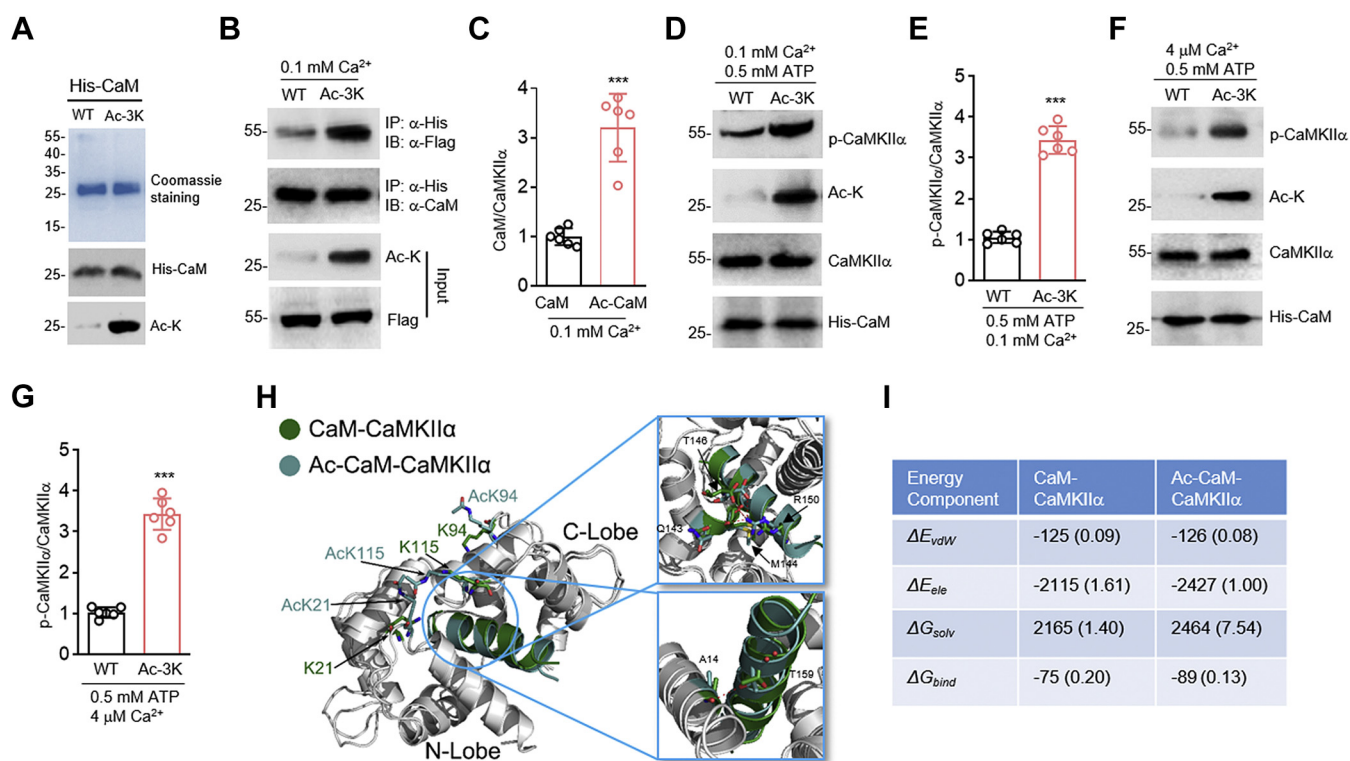 A
His-CaM
WT Ac-3K
55-
40-
35-
25-
15-
Coomassie
staining
25-
His-CaM
25-
Ac-K
B
0.1 mM Ca²⁺
WT Ac-3K
55-
IP: α-His
IB: α-Flag
25-
IP: α-His
IB: α-CaM
25-
Ac-K
55-
Flag
Input
C
CaM/CaMKIIα
4
3
2
1
0
***
CaM Ac-CaM
0.1 mM Ca²⁺
D
0.1 mM Ca²⁺
0.5 mM ATP
WT Ac-3K
55-
p-CaMKIIα
25-
Ac-K
55-
CaMKIIα
25-
His-CaM
E
p-CaMKIIα/CaMKIIα
5
4
3
2
1
0
***
WT Ac-3K
0.5 mM ATP
0.1 mM Ca²⁺
F
4 μM Ca²⁺
0.5 mM ATP
WT Ac-3K
55-
p-CaMKIIα
25-
Ac-K
55-
CaMKIIα
25-
His-CaM
G
p-CaMKIIα/CaMKIIα
5
4
3
2
1
0
***
WT Ac-3K
0.5 mM ATP
4 μM Ca²⁺
H
CaM-CaMKIIα
Ac-CaM-CaMKIIα
AcK94
K94
C-Lobe
AcK115
K115
AcK21
K21
N-Lobe
T146
R150
Q143
M144
A14
T159
I
Energy Component CaM-CaMKIIα Ac-CaM-CaMKIIα
ΔEvdW -125 (0.09) -126 (0.08)
ΔEele -2115 (1.61) -2427 (1.00)
ΔGsolv 2165 (1.40) 2464 (7.54)
ΔGbind -75 (0.20) -89 (0.13)